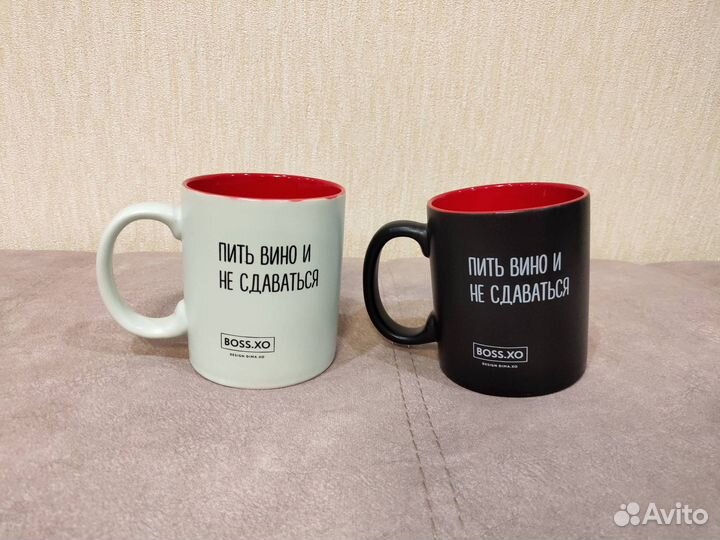 ПИТЬ ВИНО И
НЕ СДАВАТЬСЯ
BOSS.XO
DESIGN DIMA.XO
ПИТЬ ВИНО И
НЕ СДАВАТЬСЯ
BOSS.XO
DESIGN DIMA.XO
Avito